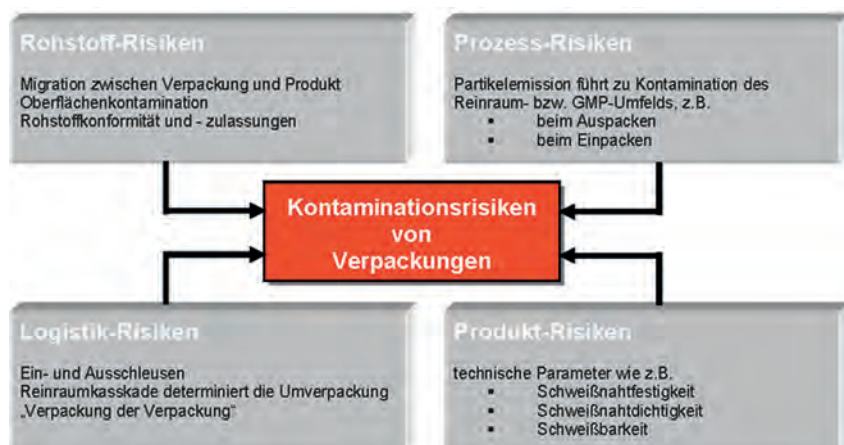 Rohstoff-Risiken
Migration zwischen Verpackung und Produkt
Oberflächenkontamination
Rohstoffkonformität und - zulassungen
Prozess-Risiken
Partikelemission führt zu Kontamination des
Reinraum- bzw. GMP-Umfelds, z.B.
▪ beim Auspacken
▪ beim Einpacken
Kontaminationsrisiken
von
Verpackungen
Logistik-Risiken
Ein- und Ausschleusen
Reinraumkasskade determiniert die Umverpackung
„Verpackung der Verpackung“
Produkt-Risiken
technische Parameter wie z.B.
▪ Schweißnahtfestigkeit
▪ Schweißnahtdichtigkeit
▪ Schweißbarkeit